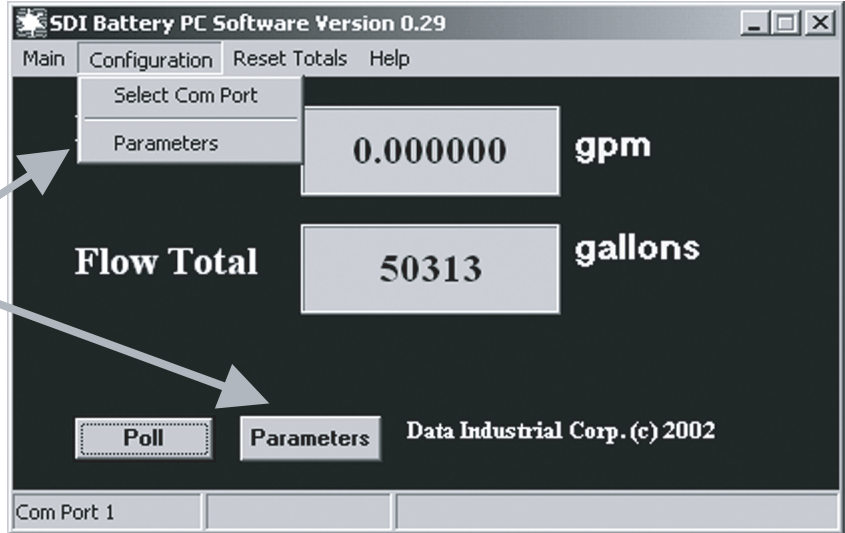 SDI Battery PC Software Version 0.29
Main Configuration Reset Totals Help
Select Com Port
Parameters
0.000000 gpm
Flow Total 50313 gallons
Poll Parameters Data Industrial Corp. (c) 2002
Com Port 1